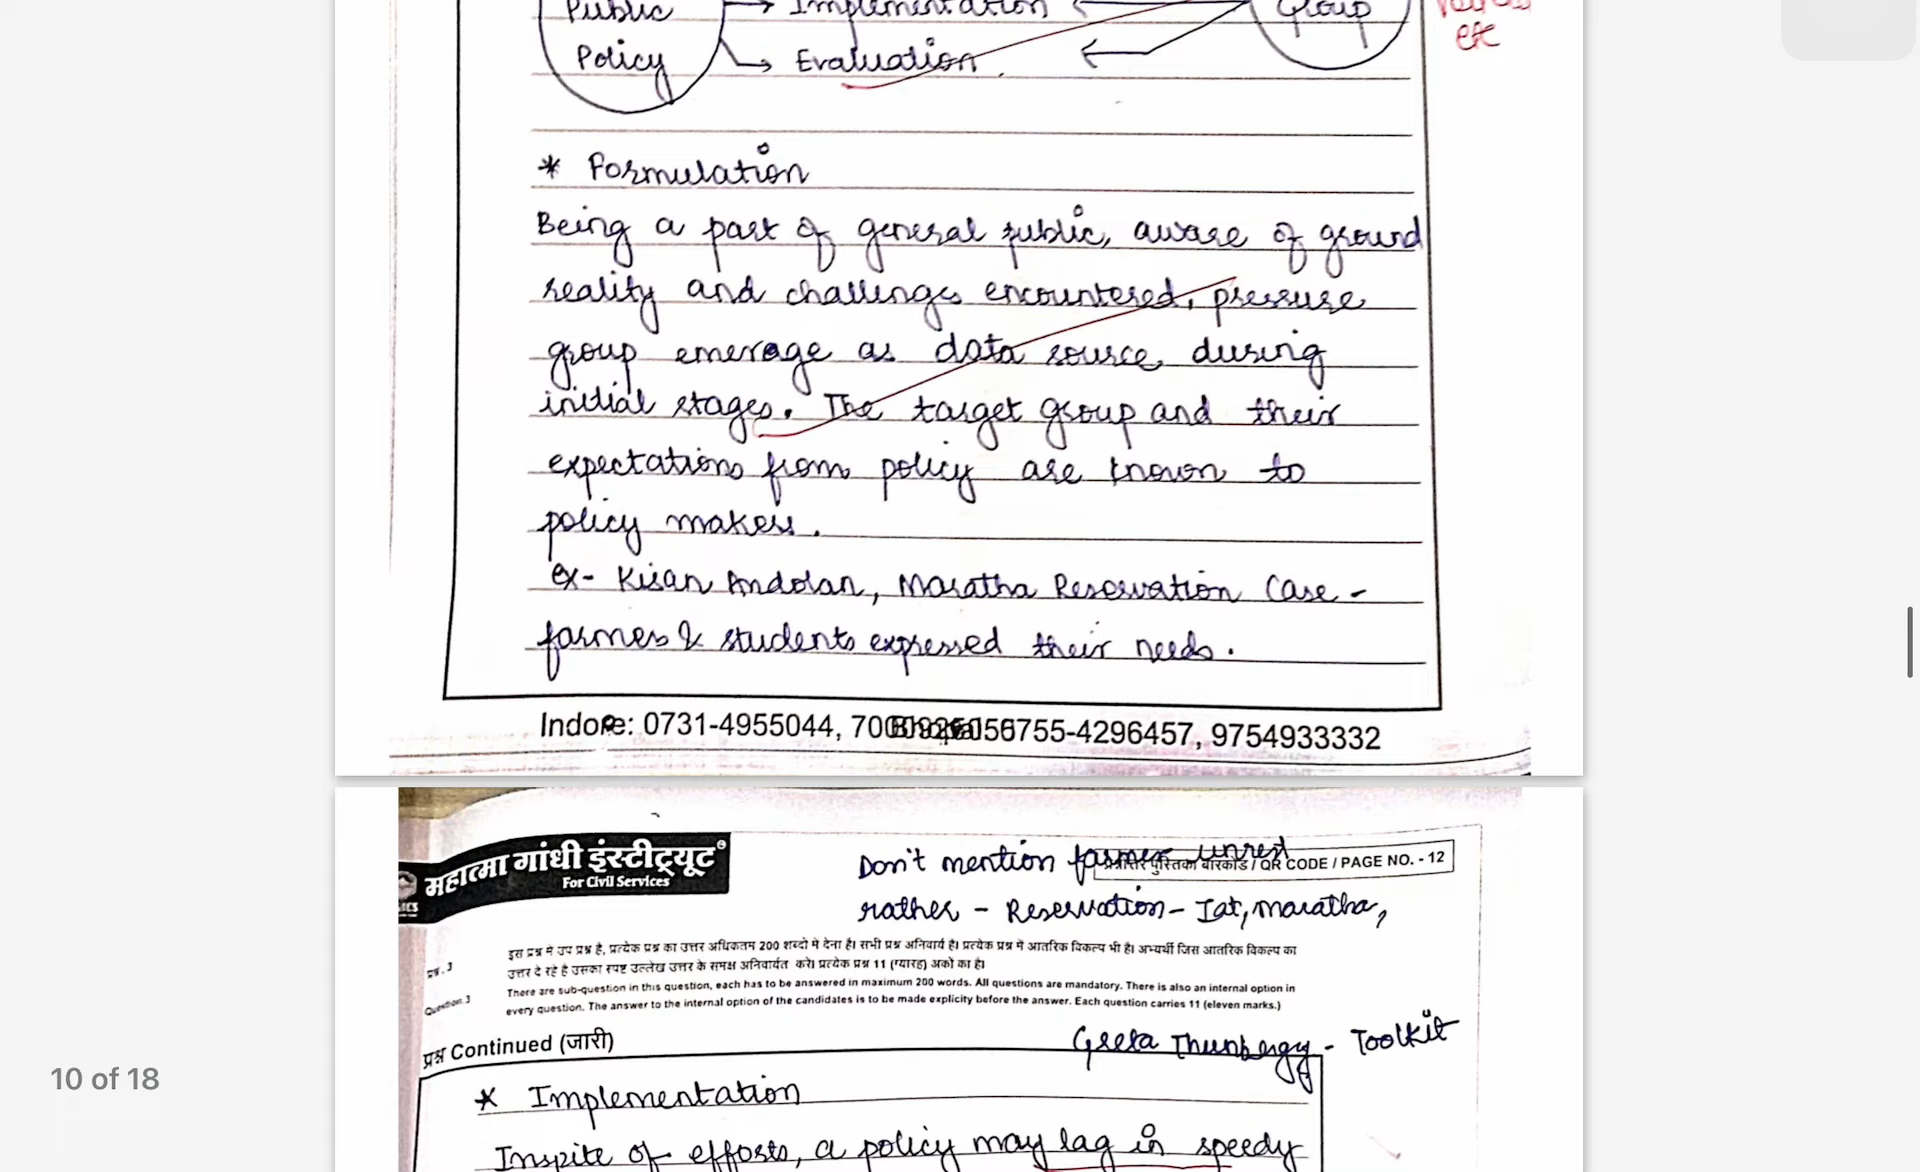 Public → Implementation ← Group
etc
Policy → Evaluation. ←
* Formulation
Being a part of general public, aware of ground
reality and challenges encountered, pressure
group emerage as data source during
initial stages. The target group and their
expectations from policy are known to
policy makers.
ex- Kisan Andolan, Maratha Reservation Case -
farmes & students expressed their needs.
Indore: 0731-4955044, 755-4296457, 9754933332
महात्मा गांधी इंस्टीट्यूट
For Civil Services
Don't mention farmer unrest
बारकोड / QR CODE / PAGE NO. - 12
rather - Reservation - Jat, maratha,
इस प्रश्न मे उप प्रश्न है, प्रत्येक प्रश्न का उत्तर अधिकतम 200 शब्दो मे देना है। सभी प्रश्न अनिवार्य है। प्रत्येक प्रश्न में आतरिक विकल्प भी है। अभ्यर्थी जिस आतरिक विकल्प का
प्रश्न. 3
उत्तर दे रहे है उसका स्पष्ट उल्लेख उत्तर के समक्ष अनिवार्यत करे। प्रत्येक प्रश्न 11 (ग्यारह) अको का है।
Question.3
There are sub-question in this question, each has to be answered in maximum 200 words. All questions are mandatory. There is also an internal option in
every question. The answer to the internal option of the candidates is to be made explicity before the answer. Each question carries 11 (eleven marks.)
प्रश्न Continued (जारी)
Greta Thunbergy - Toolkit
10 of 18
* Implementation
Inspite of efforts, a policy may lag in speedy